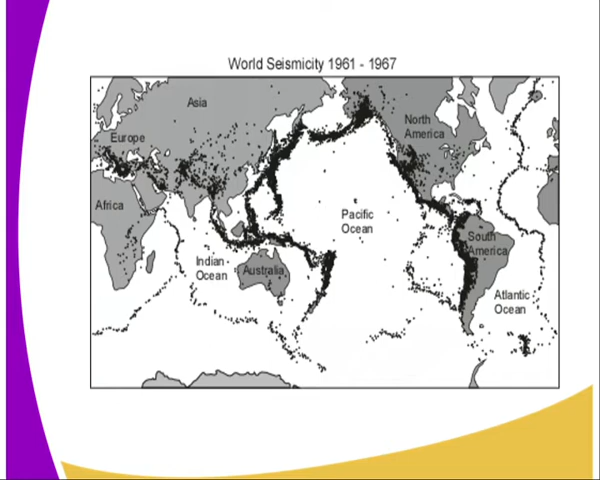 World Seismicity 1961 - 1967
Asia
Europe
North
America
Africa
Pacific
Ocean
South
America
Indian
Ocean
Australia
Atlantic
Ocean